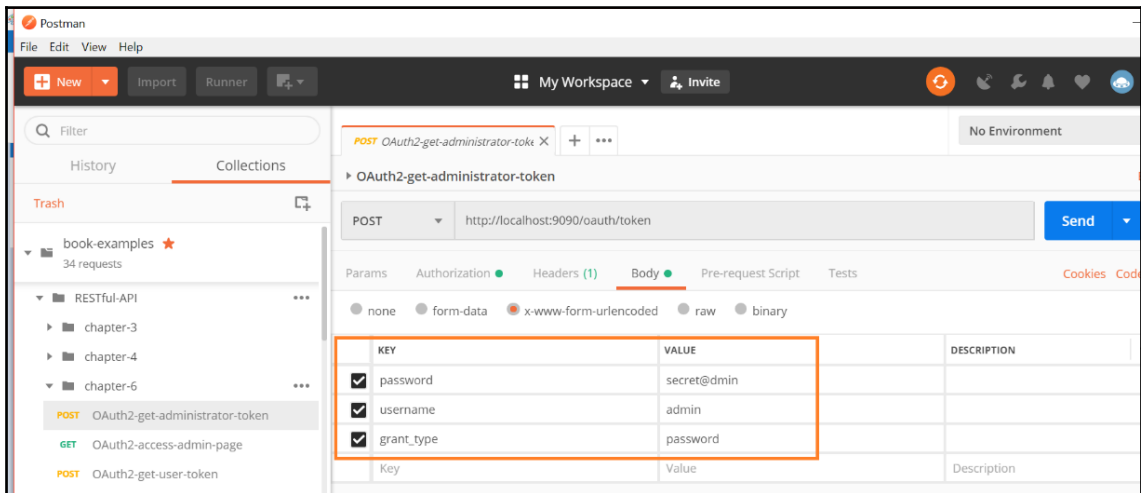 Postman
File Edit View Help
New Import Runner My Workspace Invite
Filter
History Collections
Trash
book-examples
34 requests
RESTful-API
chapter-3
chapter-4
chapter-6
POST OAuth2-get-administrator-token
GET OAuth2-access-admin-page
POST OAuth2-get-user-token
POST OAuth2-get-administrator-toke
No Environment
OAuth2-get-administrator-token
POST http://localhost:9090/oauth/token Send
Params Authorization Headers (1) Body Pre-request Script Tests Cookies Code
none form-data x-www-form-urlencoded raw binary
KEY VALUE DESCRIPTION
password secret@dmin
username admin
grant_type password
Key Value Description